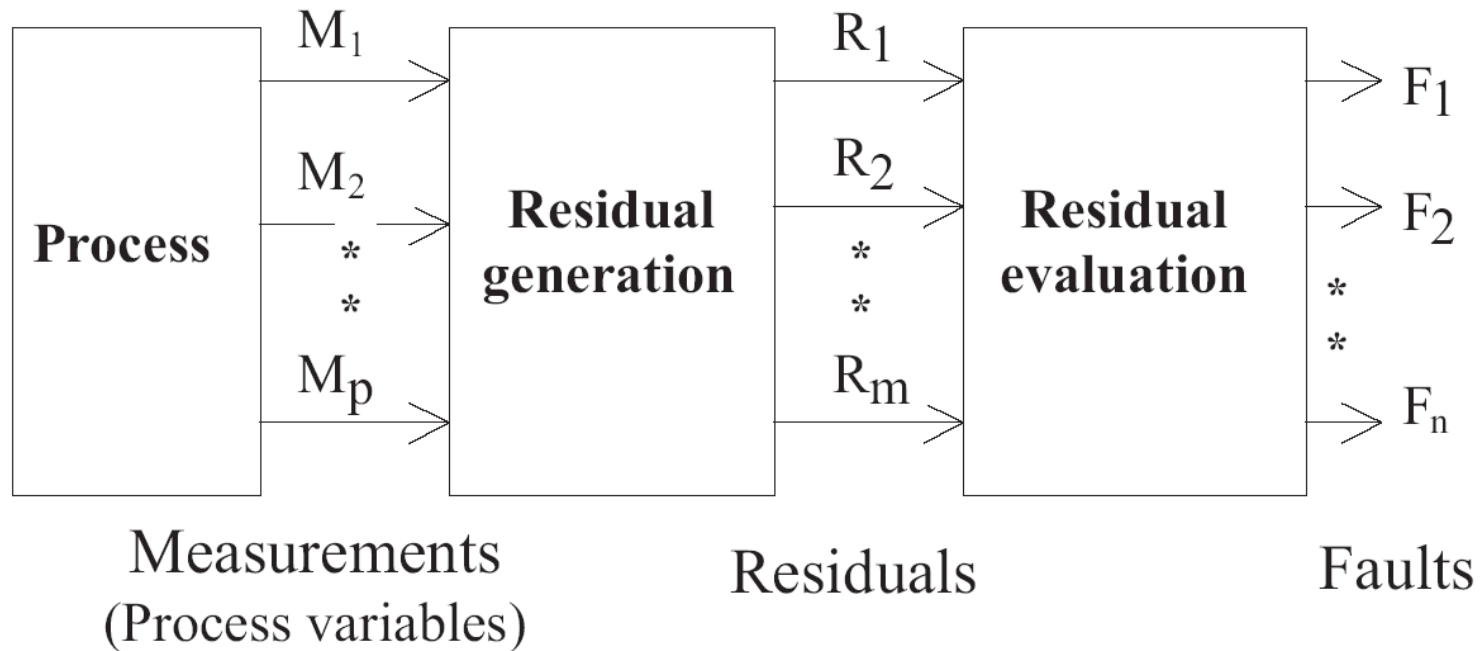 M₁
R₁
F₁
M₂
R₂
F₂
Process
Residual
generation
Residual
evaluation
*
*
*
*
*
*
Mₚ
Rₘ
Fₙ
Measurements
(Process variables)
Residuals
Faults